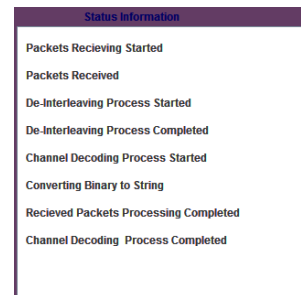 Status Information
Packets Recieving Started
Packets Received
De-Interleaving Process Started
De-Interleaving Process Completed
Channel Decoding Process Started
Converting Binary to String
Recieved Packets Processing Completed
Channel Decoding  Process Completed